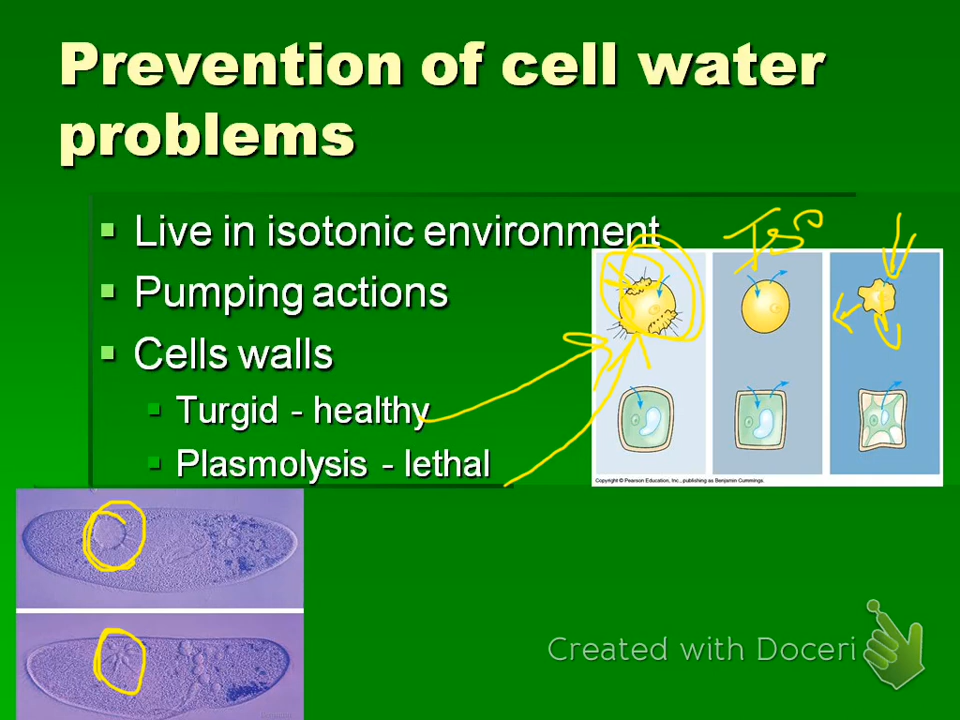 Prevention of cell water
problems
Live in isotonic environment
Iso
Pumping actions
Cells walls
Turgid - healthy
Plasmolysis - lethal
Copyright © Pearson Education, Inc., publishing as Benjamin Cummings.
Created with Doceri